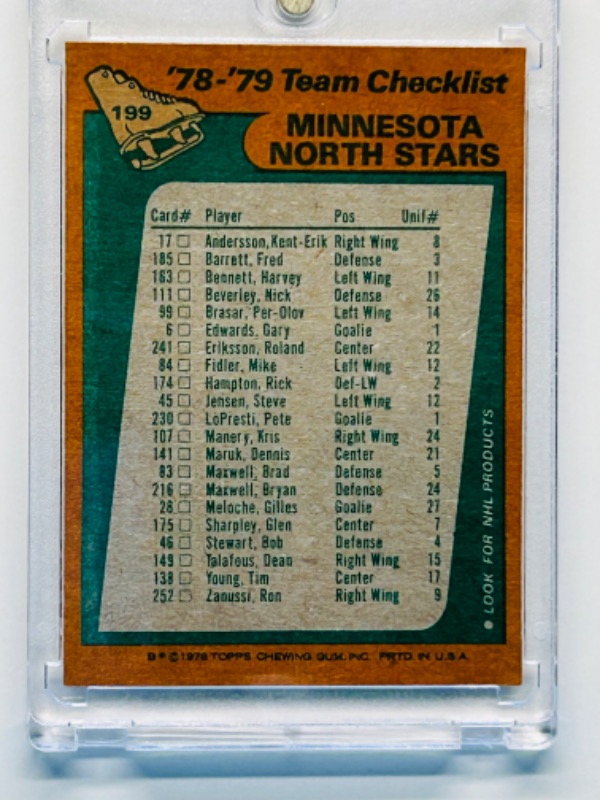 '78-'79 Team Checklist
199
MINNESOTA
NORTH STARS
Card# Player Pos Unif#
17 Andersson, Kent-Erik Right Wing 8
185 Barrett, Fred Defense 3
163 Bennett, Harvey Left Wing 11
111 Beverley, Nick Defense 26
99 Brasar, Per-Olov Left Wing 14
6 Edwards, Gary Goalie 1
241 Eriksson, Roland Center 22
84 Fidler, Mike Left Wing 12
174 Hampton, Rick Def-LW 2
45 Jensen, Steve Left Wing 12
230 LoPresti, Pete Goalie 1
107 Manery, Kris Right Wing 24
141 Maruk, Dennis Center 21
83 Maxwell, Brad Defense 5
216 Maxwell, Bryan Defense 24
28 Meloche, Gilles Goalie 27
175 Sharpley, Glen Center 7
46 Stewart, Bob Defense 4
149 Talafous, Dean Right Wing 15
138 Young, Tim Center 17
252 Zanussi, Ron Right Wing 9
● LOOK FOR NHL PRODUCTS
B * © 1978 TOPPS CHEWING GUM, INC. PRTD. IN U.S.A.